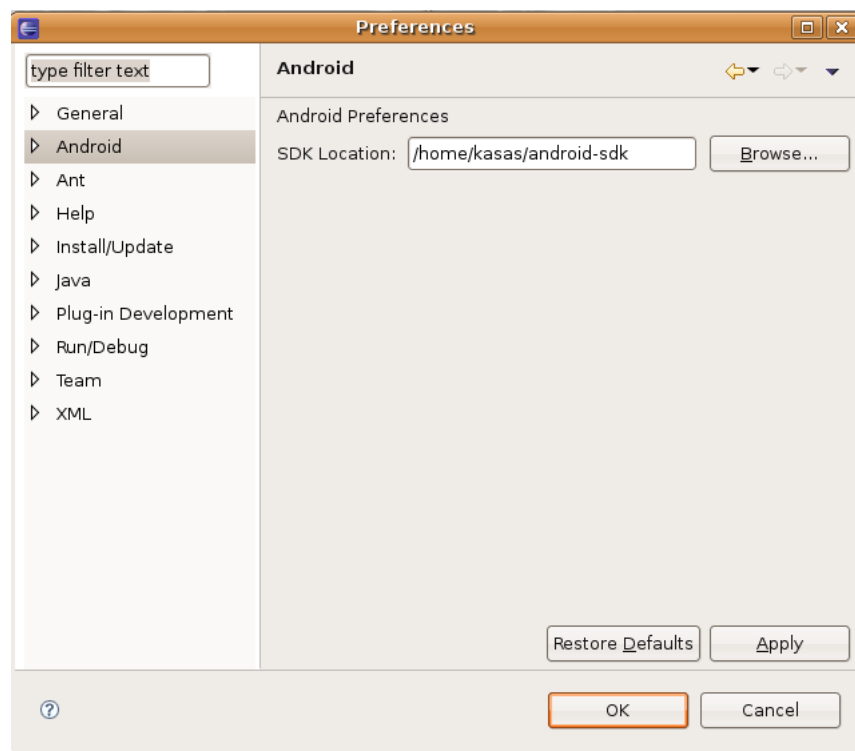 Preferences
type filter text
General
Android
Ant
Help
Install/Update
Java
Plug-in Development
Run/Debug
Team
XML
Android
Android Preferences
SDK Location: /home/kasas/android-sdk Browse...
Restore Defaults Apply
? OK Cancel